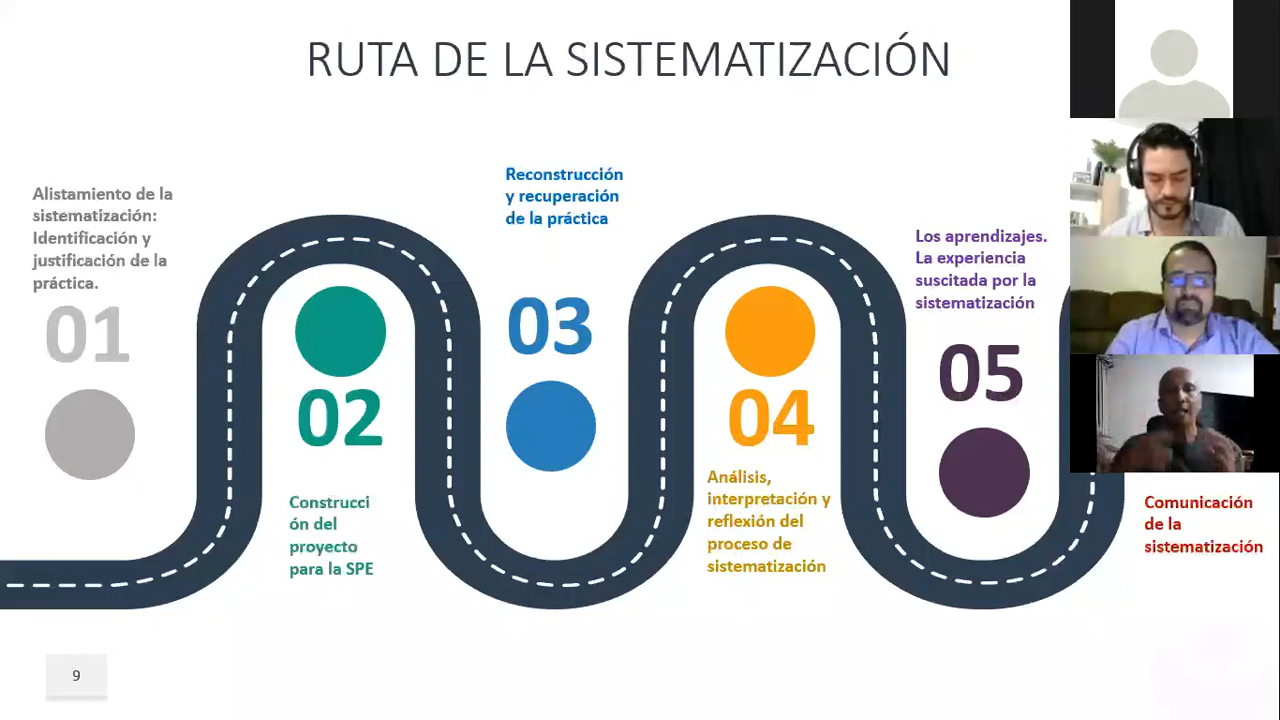 RUTA DE LA SISTEMATIZACIÓN
Alistamiento de la
sistematización:
Identificación y
justificación de la
práctica.
01
02
Construcci
ón del
proyecto
para la SPE
Reconstrucción
y recuperación
de la práctica
03
04
Análisis,
interpretación y
reflexión del
proceso de
sistematización
Los aprendizajes.
La experiencia
suscitada por la
sistematización
05
Comunicación
de la
sistematización
9